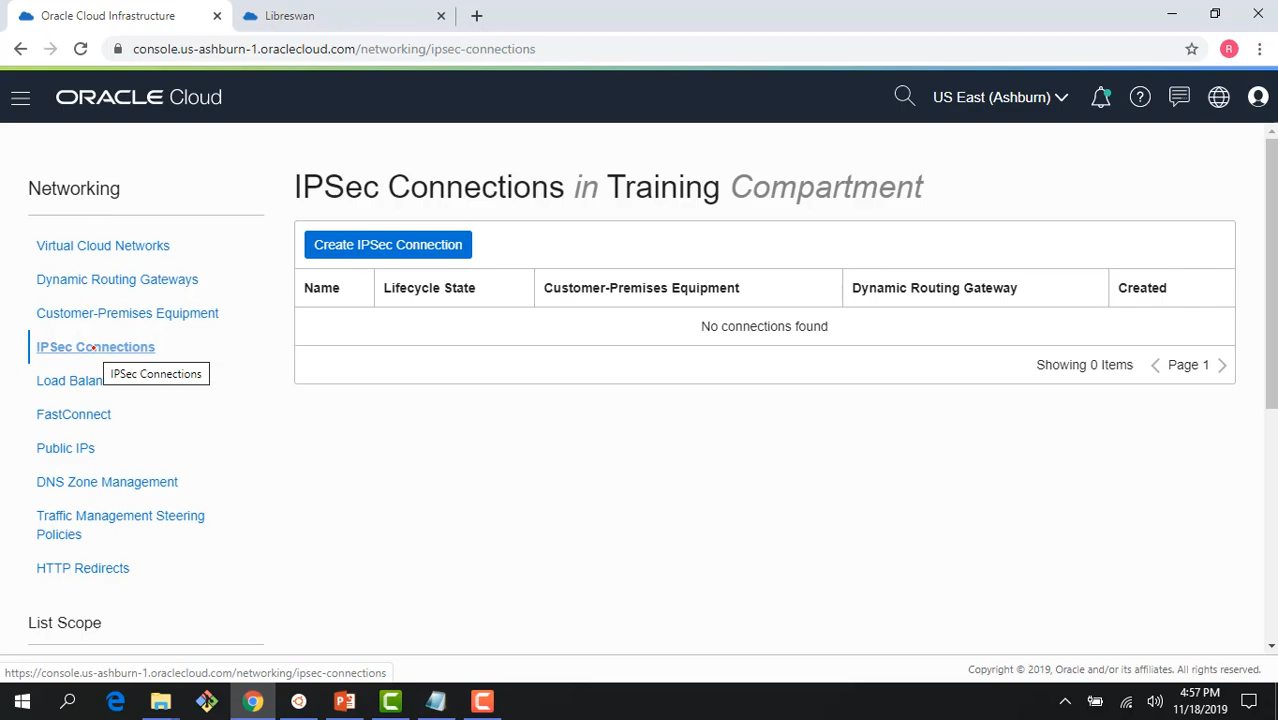 Oracle Cloud Infrastructure
Libreswan
console.us-ashburn-1.oraclecloud.com/networking/ipsec-connections
R
ORACLE Cloud
US East (Ashburn)
Networking
Virtual Cloud Networks
Dynamic Routing Gateways
Customer-Premises Equipment
IPSec Connections
IPSec Connections
Load Balan
FastConnect
Public IPs
DNS Zone Management
Traffic Management Steering
Policies
HTTP Redirects
List Scope
IPSec Connections in Training Compartment
Create IPSec Connection
Name Lifecycle State Customer-Premises Equipment Dynamic Routing Gateway Created
No connections found
Showing 0 Items Page 1
https://console.us-ashburn-1.oraclecloud.com/networking/ipsec-connections
Copyright © 2019, Oracle and/or its affiliates. All rights reserved.
4:57 PM
11/18/2019